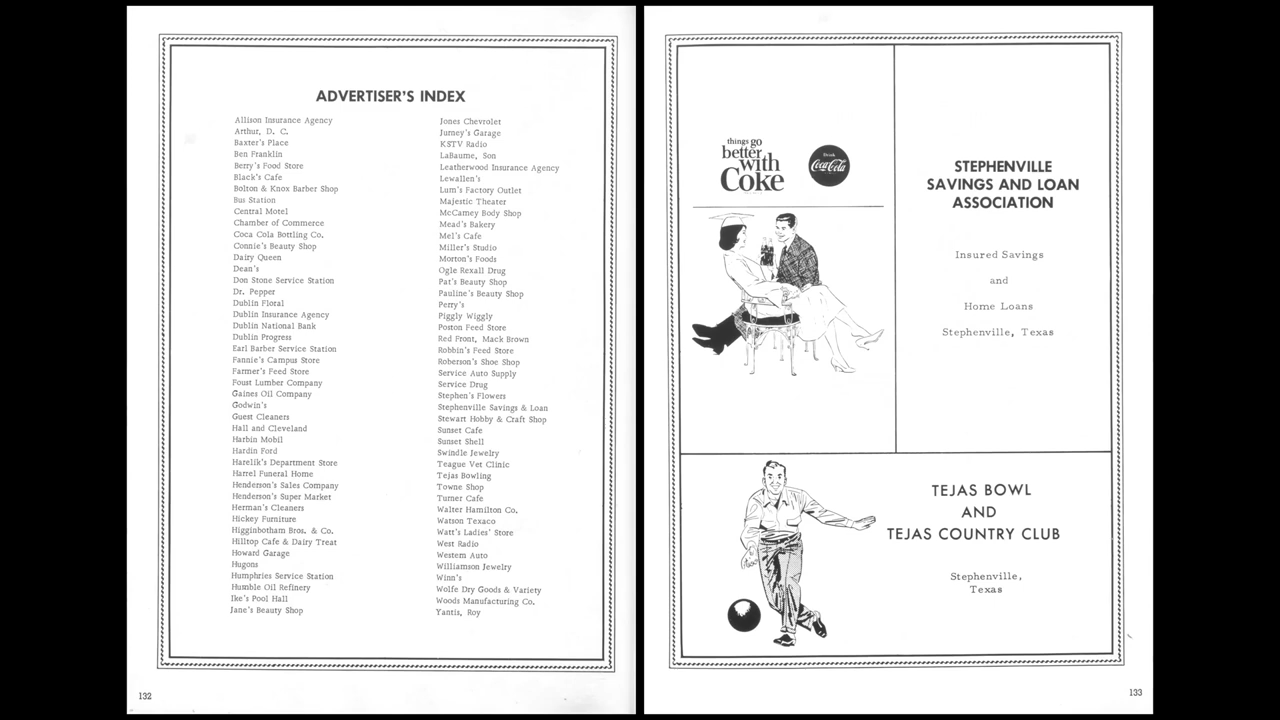 ADVERTISER'S INDEX
Allison Insurance Agency
Arthur, D. C.
Baxter's Place
Ben Franklin
Berry's Food Store
Black's Cafe
Bolton & Knox Barber Shop
Bus Station
Central Motel
Chamber of Commerce
Coca Cola Bottling Co.
Connie's Beauty Shop
Dairy Queen
Dean's
Don Stone Service Station
Dr. Pepper
Dublin Floral
Dublin Insurance Agency
Dublin National Bank
Dublin Progress
Earl Barber Service Station
Fannie's Campus Store
Farmer's Feed Store
Foust Lumber Company
Gaines Oil Company
Godwin's
Guest Cleaners
Hall and Cleveland
Harbin Mobil
Hardin Ford
Harelik's Department Store
Harrel Funeral Home
Henderson's Sales Company
Henderson's Super Market
Herman's Cleaners
Hickey Furniture
Higginbotham Bros. & Co.
Hilltop Cafe & Dairy Treat
Howard Garage
Hugons
Humphries Service Station
Humble Oil Refinery
Ike's Pool Hall
Jane's Beauty Shop
Jones Chevrolet
Jurney's Garage
KSTV Radio
LaBaume, Son
Leatherwood Insurance Agency
Lewallen's
Lum's Factory Outlet
Majestic Theater
McCamey Body Shop
Mead's Bakery
Mel's Cafe
Miller's Studio
Morton's Foods
Ogle Rexall Drug
Pat's Beauty Shop
Pauline's Beauty Shop
Perry's
Piggly Wiggly
Poston Feed Store
Red Front, Mack Brown
Robbin's Feed Store
Roberson's Shoe Shop
Service Auto Supply
Service Drug
Stephen's Flowers
Stephenville Savings & Loan
Stewart Hobby & Craft Shop
Sunset Cafe
Sunset Shell
Swindle Jewelry
Teague Vet Clinic
Tejas Bowling
Towne Shop
Turner Cafe
Walter Hamilton Co.
Watson Texaco
Watt's Ladies' Store
West Radio
Western Auto
Williamson Jewelry
Winn's
Wolfe Dry Goods & Variety
Woods Manufacturing Co.
Yantis, Roy
132
things go
better
with
Coke
Drink
Coca-Cola
STEPHENVILLE
SAVINGS AND LOAN
ASSOCIATION
Insured Savings
and
Home Loans
Stephenville, Texas
TEJAS BOWL
AND
TEJAS COUNTRY CLUB
Stephenville,
Texas
133